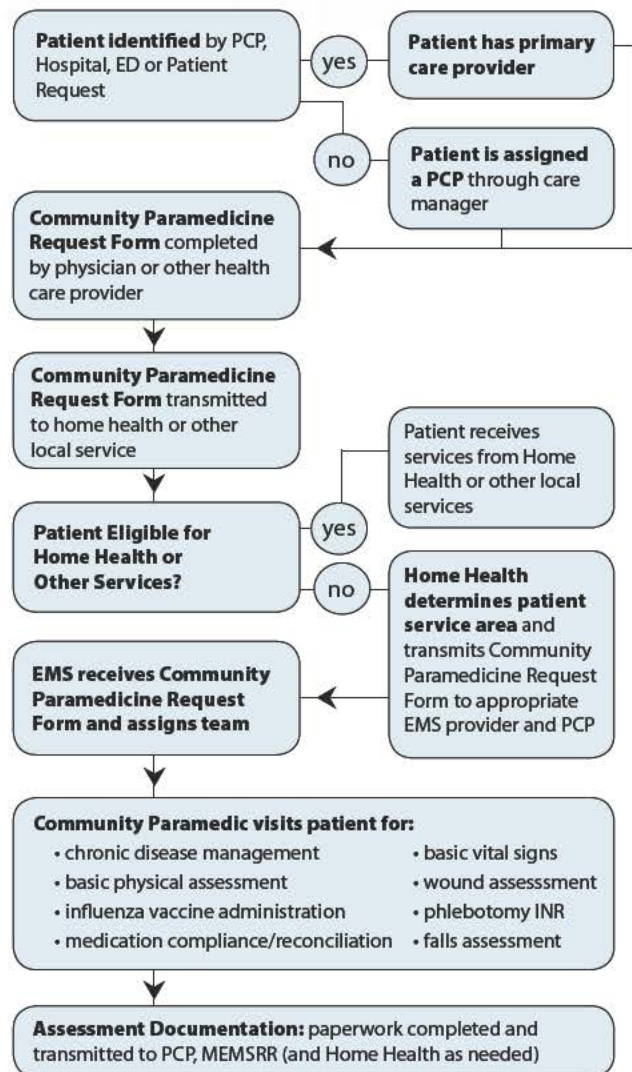 Patient identified by PCP,
Hospital, ED or Patient
Request
yes
Patient has primary
care provider
no
Patient is assigned
a PCP through care
manager
Community Paramedicine
Request Form completed
by physician or other health
care provider
Community Paramedicine
Request Form transmitted
to home health or other
local service
Patient Eligible for
Home Health or
Other Services?
yes
Patient receives
services from Home
Health or other local
services
no
Home Health
determines patient
service area and
transmits Community
Paramedicine Request
Form to appropriate
EMS provider and PCP
EMS receives Community
Paramedicine Request
Form and assigns team
Community Paramedic visits patient for:
• chronic disease management
• basic physical assessment
• influenza vaccine administration
• medication compliance/reconciliation
• basic vital signs
• wound assesssment
• phlebotomy INR
• falls assessment
Assessment Documentation: paperwork completed and
transmitted to PCP, MEMSRR (and Home Health as needed)